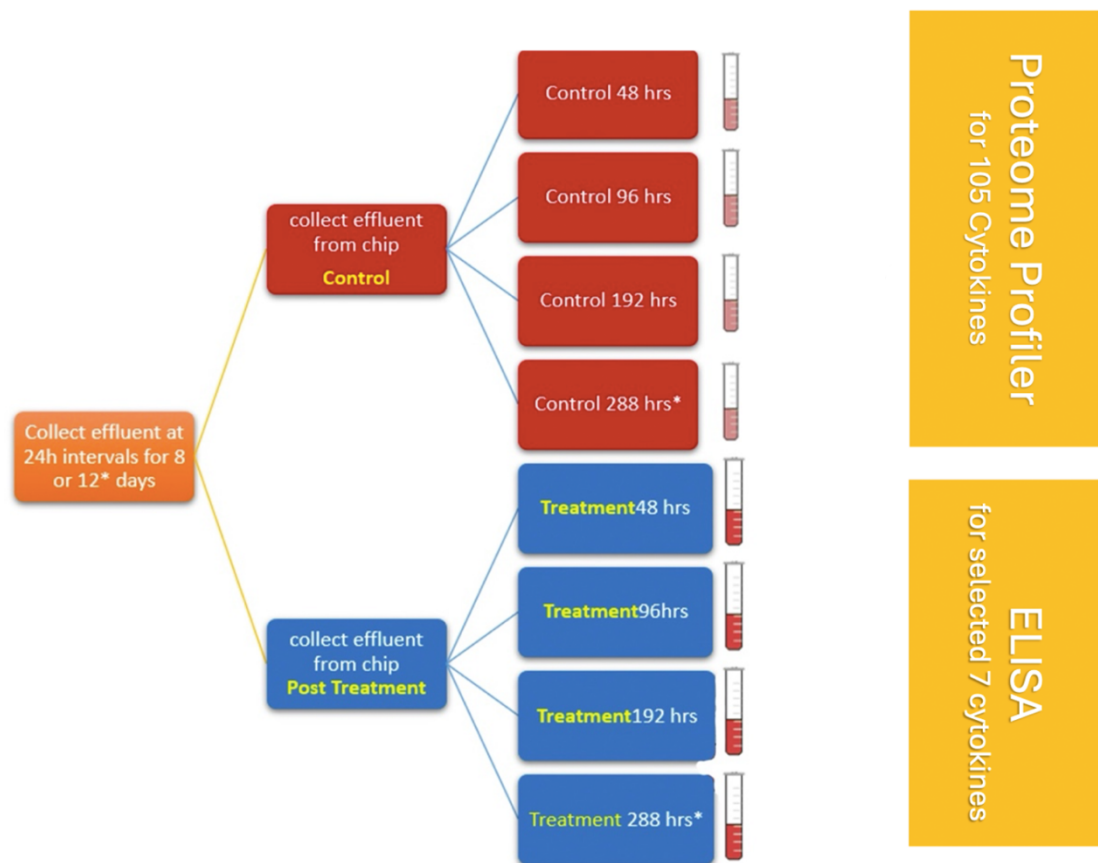 Collect effluent at
24h intervals for 8
or 12* days
collect effluent
from chip
Control
Control 48 hrs
Control 96 hrs
Control 192 hrs
Control 288 hrs*
collect effluent
from chip
Post Treatment
Treatment48 hrs
Treatment96hrs
Treatment192 hrs
Treatment 288 hrs*
Proteome Profiler
for 105 Cytokines
ELISA
for selected 7 cytokines